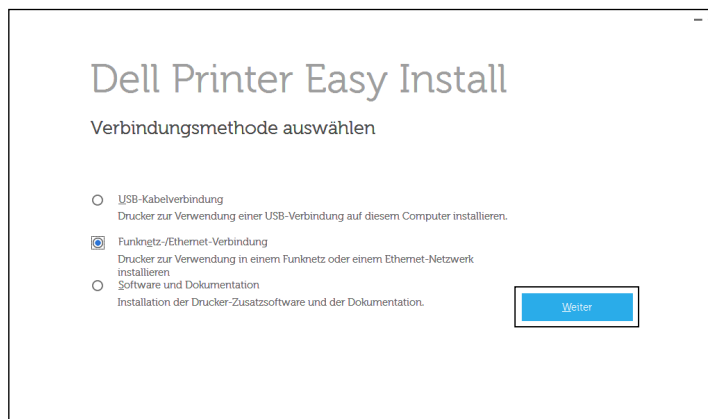 Dell Printer Easy Install
Verbindungsmethode auswählen
USB-Kabelverbindung
Drucker zur Verwendung einer USB-Verbindung auf diesem Computer installieren.
Funknetz-/Ethernet-Verbindung
Drucker zur Verwendung in einem Funknetz oder einem Ethernet-Netzwerk
installieren
Software und Dokumentation
Installation der Drucker-Zusatzsoftware und der Dokumentation.
Weiter